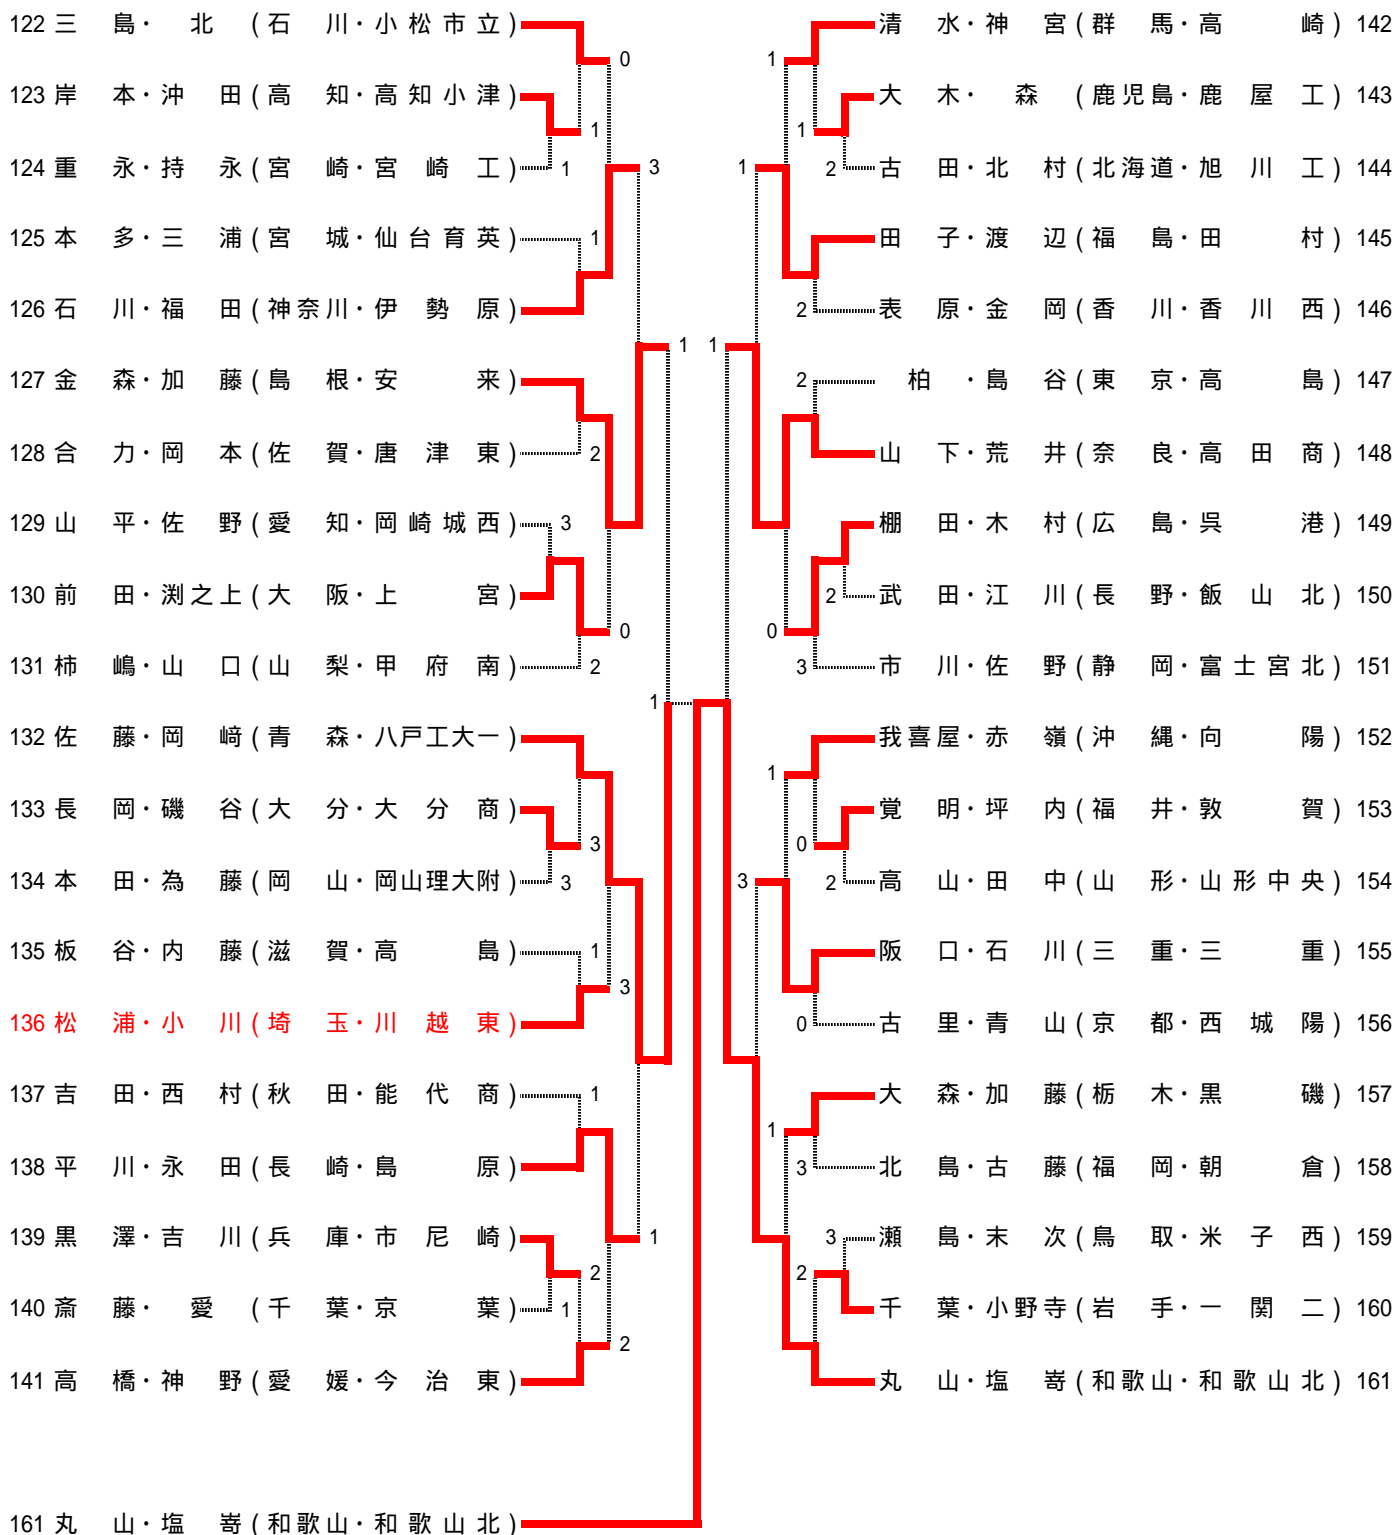 122 三島・北(石川・小松市立)
0
123 岸本・沖田(高知・高知小津)
1
124 重永・持永(宮崎・宮崎工)
1
3
125 本多・三浦(宮城・仙台育英)
1
126 石川・福田(神奈川・伊勢原)
1
127 金森・加藤(島根・安来)
128 合力・岡本(佐賀・唐津東)
2
129 山平・佐野(愛知・岡崎城西)
3
130 前田・渕之上(大阪・上宮)
0
131 柿嶋・山口(山梨・甲府南)
2
1
132 佐藤・岡﨑(青森・八戸工大一)
133 長岡・磯谷(大分・大分商)
3
134 本田・為藤(岡山・岡山理大附)
3
135 板谷・内藤(滋賀・高島)
1
3
136 松浦・小川(埼玉・川越東)
137 吉田・西村(秋田・能代商)
1
138 平川・永田(長崎・島原)
139 黒澤・吉川(兵庫・市尼崎)
1
2
140 斎藤・愛(千葉・京葉)
1
2
141 高橋・神野(愛媛・今治東)
161 丸山・塩嵜(和歌山・和歌山北)
清水・神宮(群馬・高崎) 142
1
大木・森(鹿児島・鹿屋工) 143
1
古田・北村(北海道・旭川工) 144
2
1
田子・渡辺(福島・田村) 145
表原・金岡(香川・香川西) 146
2
1
柏・島谷(東京・高島) 147
2
山下・荒井(奈良・高田商) 148
棚田・木村(広島・呉港) 149
武田・江川(長野・飯山北) 150
2
0
市川・佐野(静岡・富士宮北) 151
3
我喜屋・赤嶺(沖縄・向陽) 152
1
覚明・坪内(福井・敦賀) 153
0
高山・田中(山形・山形中央) 154
2
3
阪口・石川(三重・三重) 155
古里・青山(京都・西城陽) 156
0
大森・加藤(栃木・黒磯) 157
1
北島・古藤(福岡・朝倉) 158
3
瀬島・末次(鳥取・米子西) 159
3
2
千葉・小野寺(岩手・一関二) 160
丸山・塩嵜(和歌山・和歌山北) 161